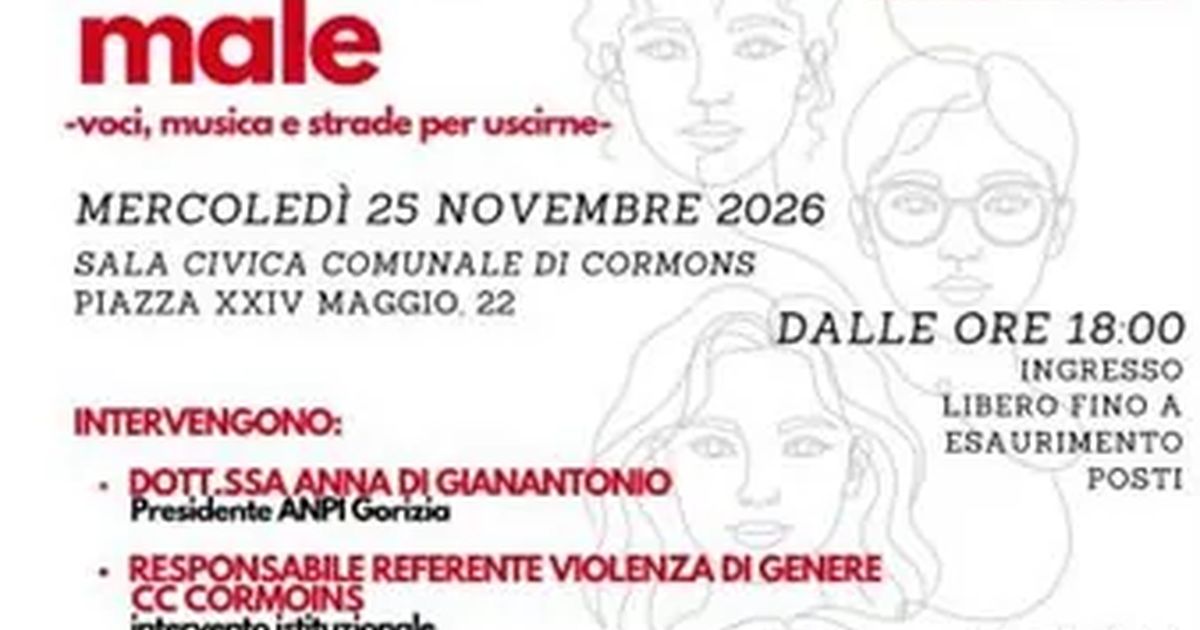 male
-voci, musica e strade per uscirne-
MERCOLEDÌ 25 NOVEMBRE 2026
SALA CIVICA COMUNALE DI CORMONS
PIAZZA XXIV MAGGIO, 22
DALLE ORE 18:00
INGRESSO
LIBERO FINO A
ESAURIMENTO
POSTI
INTERVENGONO:
• DOTT.SSA ANNA DI GIANANTONIO
Presidente ANPI Gorizia
• RESPONSABILE REFERENTE VIOLENZA DI GENERE
CC CORMOINS
intervento istituzionale